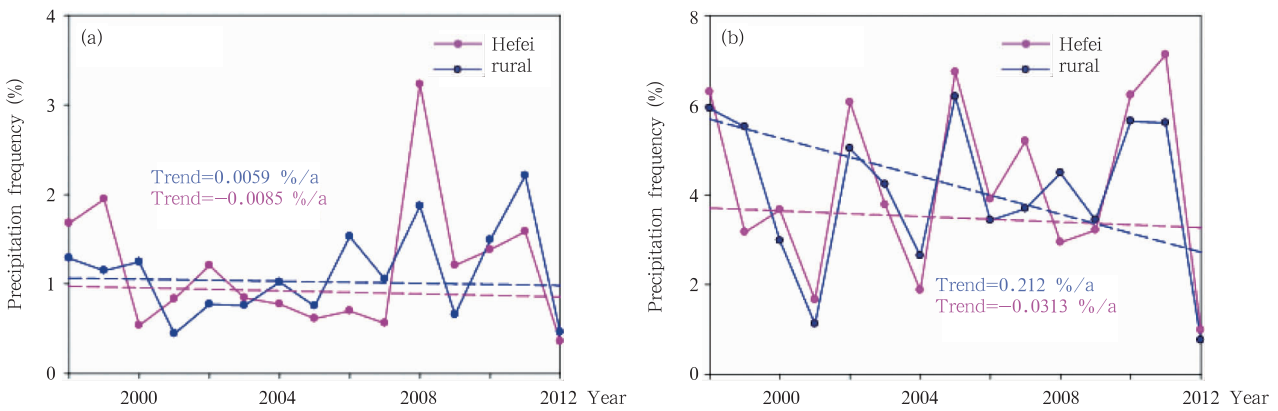 (a)
Hefei
rural
Precipitation frequency (%)
4
3
2
1
0
Trend=0.0059 %/a
Trend=−0.0085 %/a
2000 2004 2008 2012 Year
(b)
Hefei
rural
Precipitation frequency (%)
8
6
4
2
0
Trend=0.212 %/a
Trend=−0.0313 %/a
2000 2004 2008 2012 Year